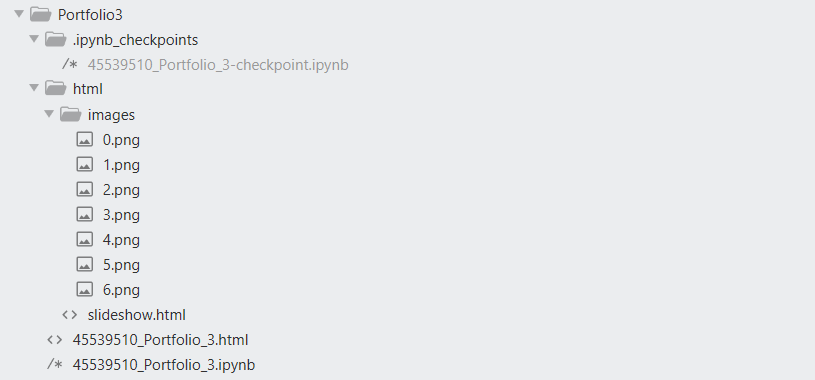 Portfolio3
.ipynb_checkpoints
/* 45539510_Portfolio_3-checkpoint.ipynb
html
images
0.png
1.png
2.png
3.png
4.png
5.png
6.png
<> slideshow.html
<> 45539510_Portfolio_3.html
/* 45539510_Portfolio_3.ipynb